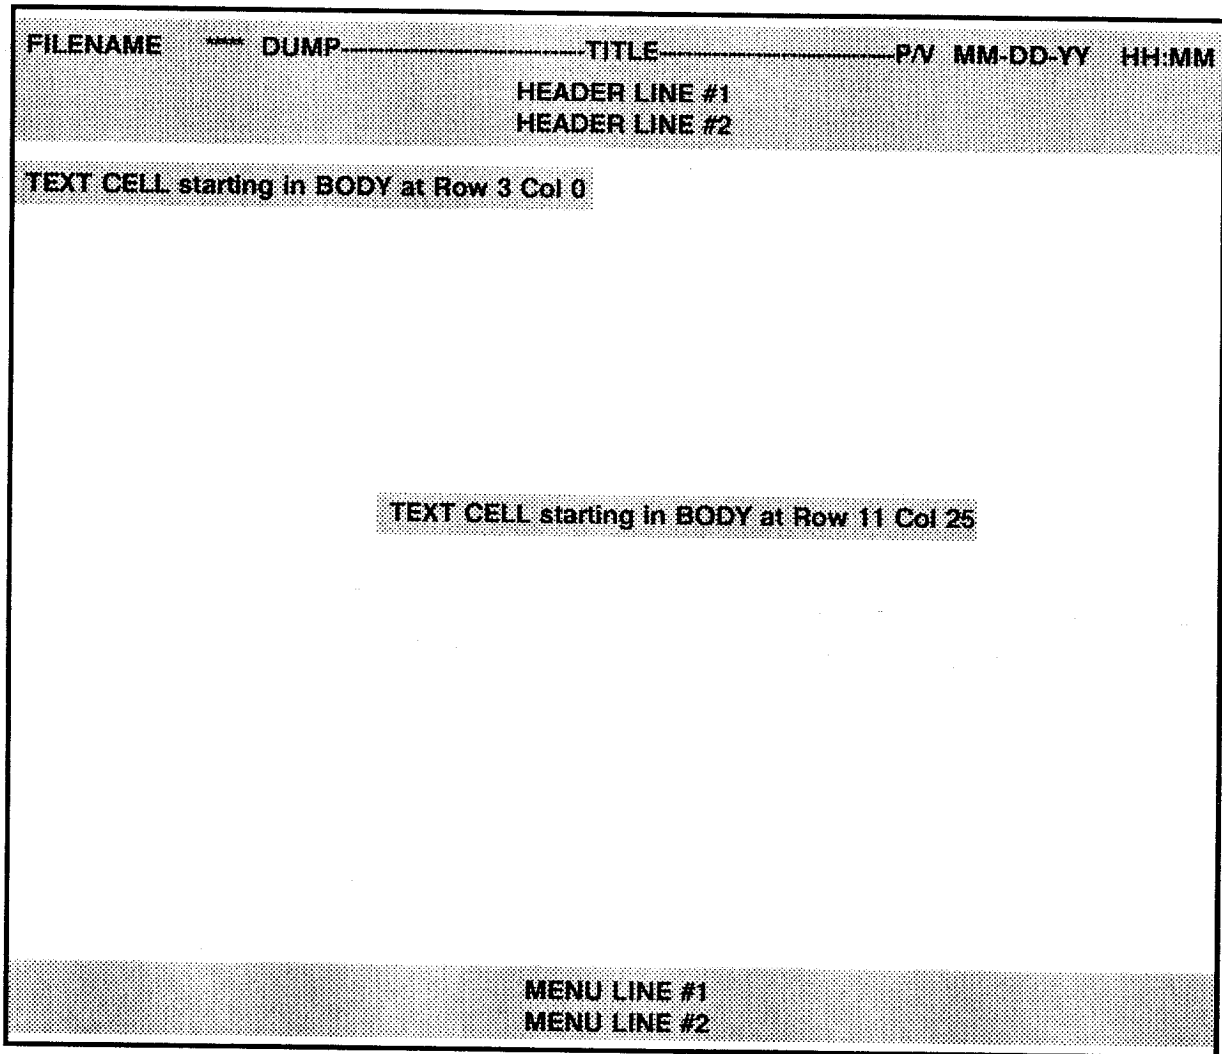 FILENAME **** DUMP------------------------------TITLE------------------------------P/V MM-DD-YY HH:MM
HEADER LINE #1
HEADER LINE #2
TEXT CELL starting in BODY at Row 3 Col 0
TEXT CELL starting in BODY at Row 11 Col 25
MENU LINE #1
MENU LINE #2